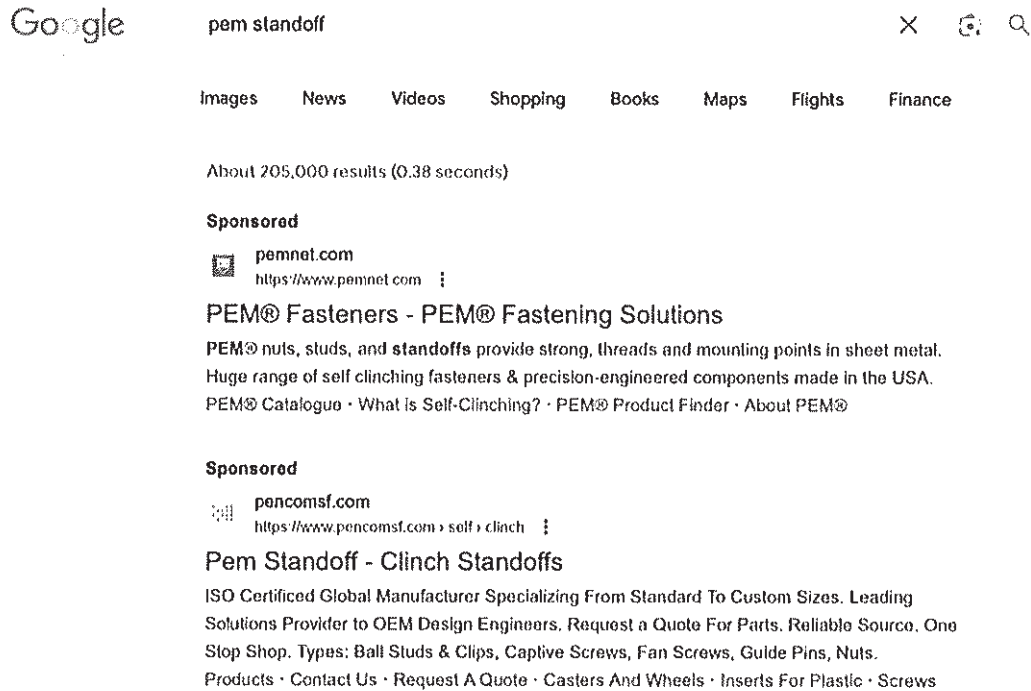 Google
pem standoff
Images News Videos Shopping Books Maps Flights Finance
About 205,000 results (0.38 seconds)
Sponsored
pemnet.com
https://www.pemnet.com
PEM® Fasteners - PEM® Fastening Solutions
PEM® nuts, studs, and standoffs provide strong, threads and mounting points in sheet metal.
Huge range of self clinching fasteners & precision-engineered components made in the USA.
PEM® Catalogue · What is Self-Clinching? · PEM® Product Finder · About PEM®
Sponsored
pencomsf.com
https://www.pencomsf.com › self › clinch
Pem Standoff - Clinch Standoffs
ISO Certificed Global Manufacturer Specializing From Standard To Custom Sizes. Leading
Solutions Provider to OEM Design Engineers. Request a Quote For Parts. Reliable Source. One
Stop Shop. Types: Ball Studs & Clips, Captive Screws, Fan Screws, Guide Pins, Nuts.
Products · Contact Us · Request A Quote · Casters And Wheels · Inserts For Plastic · Screws